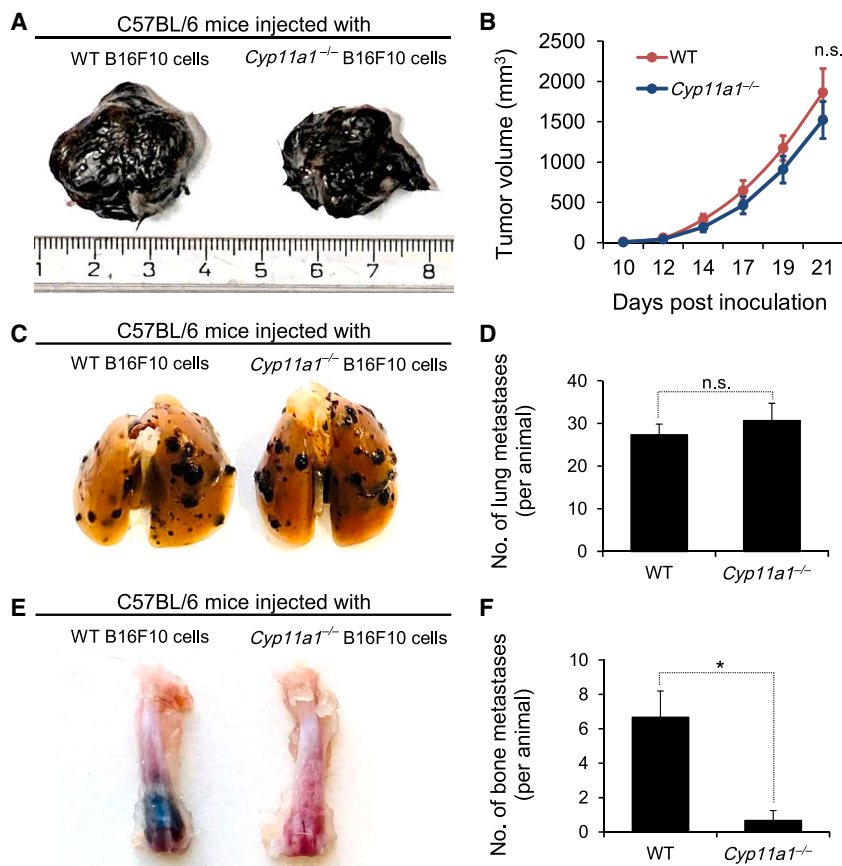 A
C57BL/6 mice injected with
WT B16F10 cells
Cyp11a1⁻/⁻ B16F10 cells
1 2 3 4 5 6 7 8
B
Tumor volume (mm³)
2500
2000
1500
1000
500
0
WT
Cyp11a1⁻/⁻
n.s.
10 12 14 17 19 21
Days post inoculation
C
C57BL/6 mice injected with
WT B16F10 cells
Cyp11a1⁻/⁻ B16F10 cells
D
No. of lung metastases
(per animal)
40
30
20
10
0
n.s.
WT
Cyp11a1⁻/⁻
E
C57BL/6 mice injected with
WT B16F10 cells
Cyp11a1⁻/⁻ B16F10 cells
F
No. of bone metastases
(per animal)
10
8
6
4
2
0
*
WT
Cyp11a1⁻/⁻